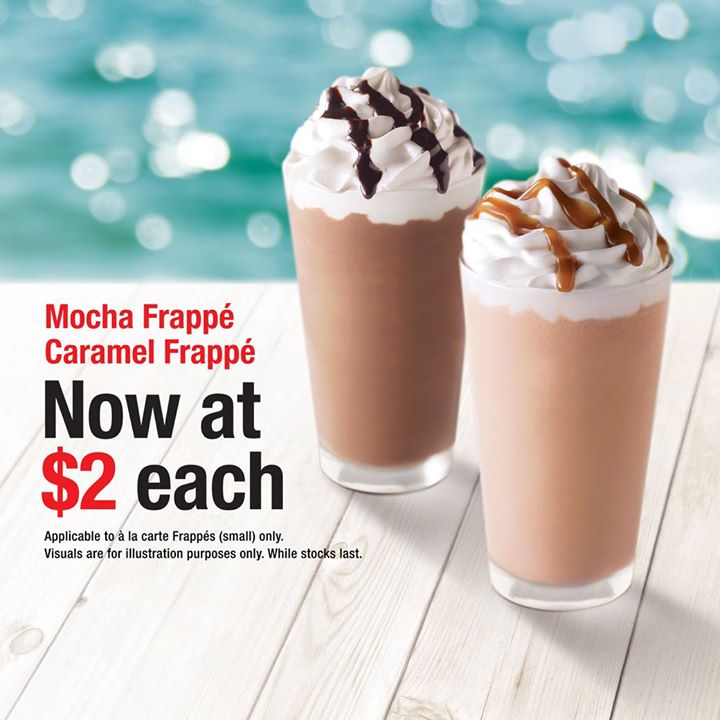 Mocha Frappé
Caramel Frappé
Now at
$2 each
Applicable to à la carte Frappés (small) only.
Visuals are for illustration purposes only. While stocks last.